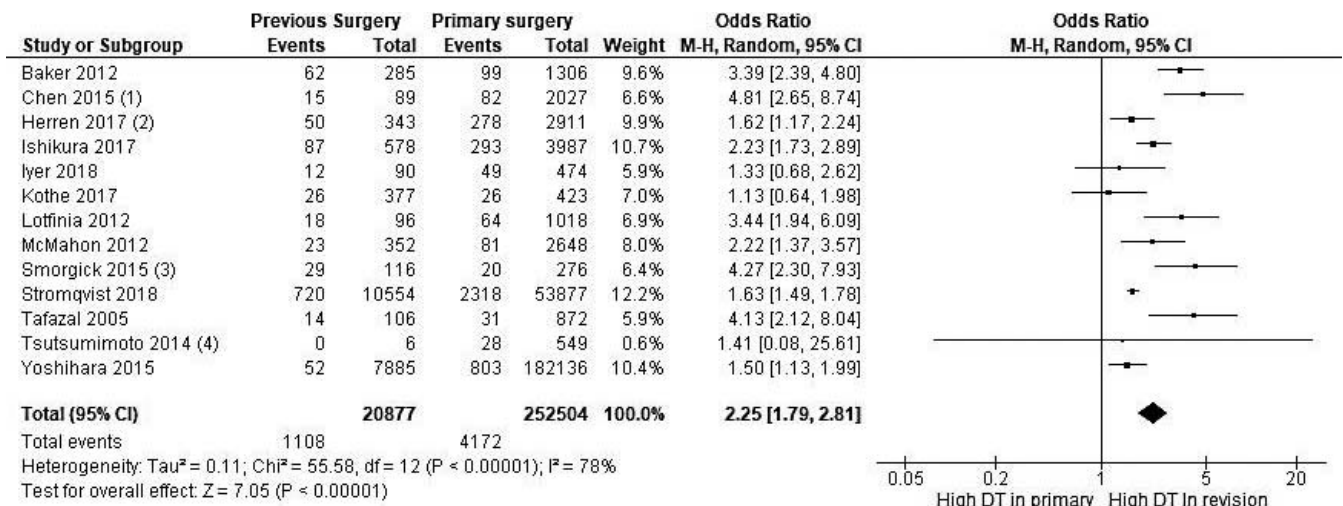 Previous Surgery Primary surgery Odds Ratio Odds Ratio
Study or Subgroup Events Total Events Total Weight M-H, Random, 95% CI M-H, Random, 95% CI
Baker 2012 62 285 99 1306 9.6% 3.39 [2.39, 4.80]
Chen 2015 (1) 15 89 82 2027 6.6% 4.81 [2.65, 8.74]
Herren 2017 (2) 50 343 278 2911 9.9% 1.62 [1.17, 2.24]
Ishikura 2017 87 578 293 3987 10.7% 2.23 [1.73, 2.89]
Iyer 2018 12 90 49 474 5.9% 1.33 [0.68, 2.62]
Kothe 2017 26 377 26 423 7.0% 1.13 [0.64, 1.98]
Lotfinia 2012 18 96 64 1018 6.9% 3.44 [1.94, 6.09]
McMahon 2012 23 352 81 2648 8.0% 2.22 [1.37, 3.57]
Smorgick 2015 (3) 29 116 20 276 6.4% 4.27 [2.30, 7.93]
Stromqvist 2018 720 10554 2318 53877 12.2% 1.63 [1.49, 1.78]
Tafazal 2005 14 106 31 872 5.9% 4.13 [2.12, 8.04]
Tsutsumimoto 2014 (4) 0 6 28 549 0.6% 1.41 [0.08, 25.61]
Yoshihara 2015 52 7885 803 182136 10.4% 1.50 [1.13, 1.99]
Total (95% CI) 20877 252504 100.0% 2.25 [1.79, 2.81]
Total events 1108 4172
Heterogeneity: Tau² = 0.11; Chi² = 55.58, df = 12 (P < 0.00001); I² = 78%
Test for overall effect: Z = 7.05 (P < 0.00001)
0.05 0.2 1 5 20
High DT in primary High DT In revision